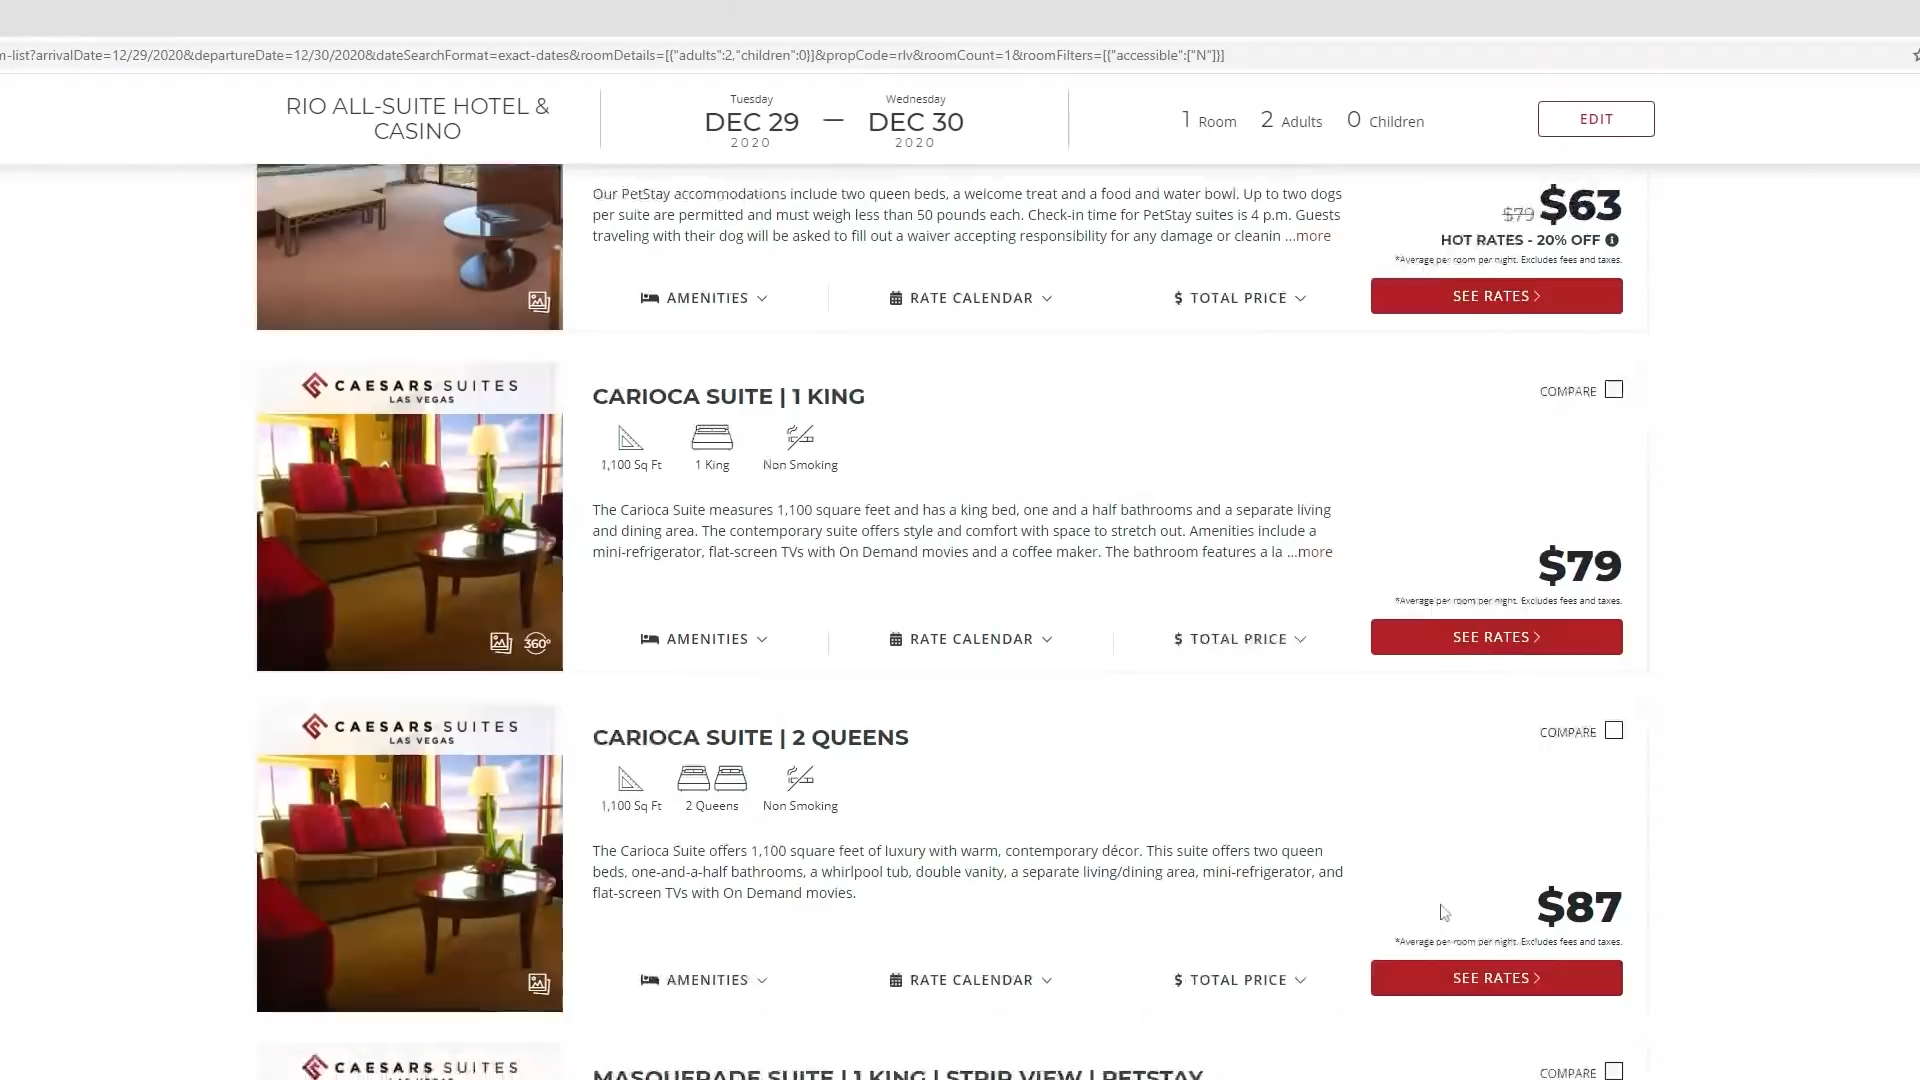 m-list?arrivalDate=12/29/2020&departureDate=12/30/2020&dateSearchFormat=exact-dates&roomDetails=[{"adults":2,"children":0}]&propCode=rlv&roomCount=1&roomFilters=[{"accessible":["N"]}]
RIO ALL-SUITE HOTEL &
CASINO
Tuesday
DEC 29
2020
—
Wednesday
DEC 30
2020
1 Room 2 Adults 0 Children
EDIT
Our PetStay accommodations include two queen beds, a welcome treat and a food and water bowl. Up to two dogs
per suite are permitted and must weigh less than 50 pounds each. Check-in time for PetStay suites is 4 p.m. Guests
traveling with their dog will be asked to fill out a waiver accepting responsibility for any damage or cleanin ...more
$79 $63
HOT RATES - 20% OFF
*Average per room per night. Excludes fees and taxes.
AMENITIES RATE CALENDAR $ TOTAL PRICE SEE RATES
CAESARS SUITES
LAS VEGAS
360°
CARIOCA SUITE | 1 KING
COMPARE
1,100 Sq Ft 1 King Non Smoking
The Carioca Suite measures 1,100 square feet and has a king bed, one and a half bathrooms and a separate living
and dining area. The contemporary suite offers style and comfort with space to stretch out. Amenities include a
mini-refrigerator, flat-screen TVs with On Demand movies and a coffee maker. The bathroom features a la ...more
$79
*Average per room per night. Excludes fees and taxes.
AMENITIES RATE CALENDAR $ TOTAL PRICE SEE RATES
CAESARS SUITES
LAS VEGAS
CARIOCA SUITE | 2 QUEENS
COMPARE
1,100 Sq Ft 2 Queens Non Smoking
The Carioca Suite offers 1,100 square feet of luxury with warm, contemporary décor. This suite offers two queen
beds, one-and-a-half bathrooms, a whirlpool tub, double vanity, a separate living/dining area, mini-refrigerator, and
flat-screen TVs with On Demand movies.
$87
*Average per room per night. Excludes fees and taxes.
AMENITIES RATE CALENDAR $ TOTAL PRICE SEE RATES
CAESARS SUITES
LAS VEGAS
MASQUERADE SUITE | 1 KING | STRIP VIEW | PETSTAY
COMPARE